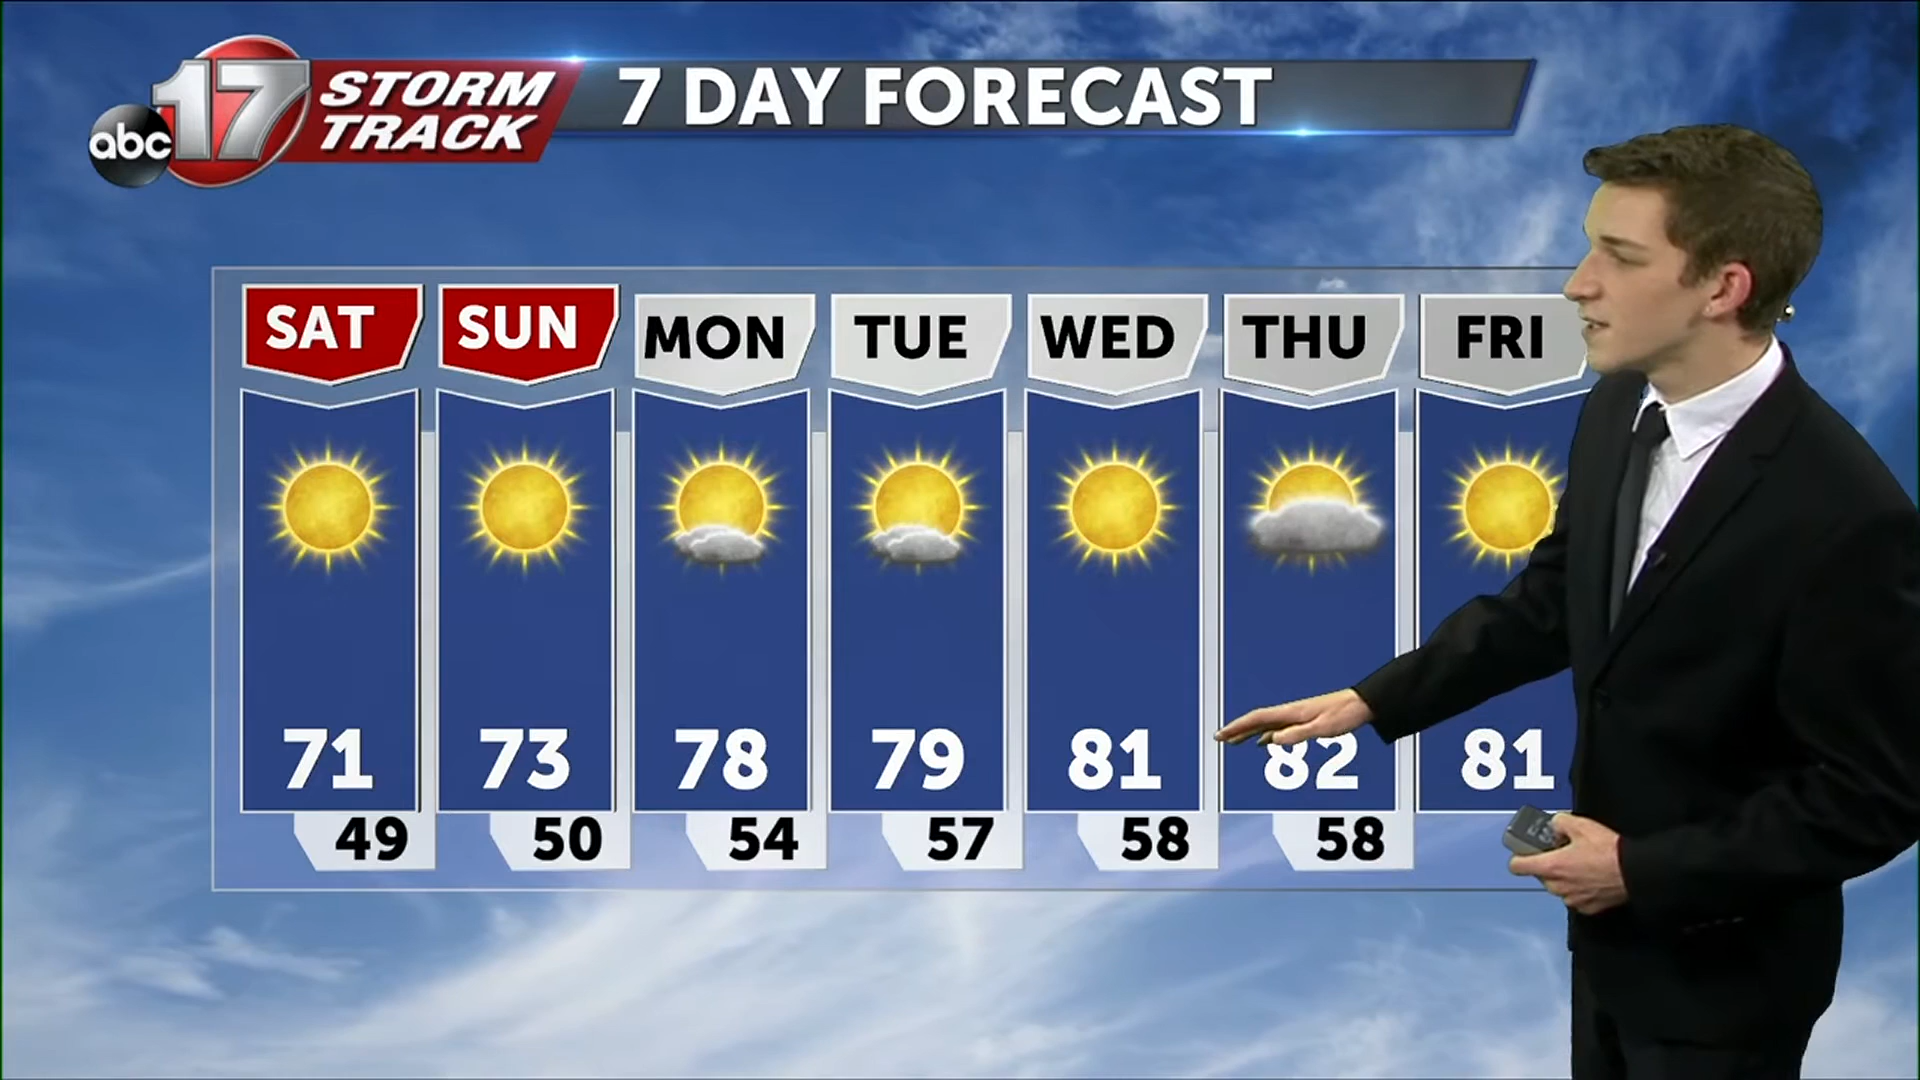 abc 17 STORM TRACK
7 DAY FORECAST
SAT SUN MON TUE WED THU FRI
71 73 78 79 81 82 81
49 50 54 57 58 58